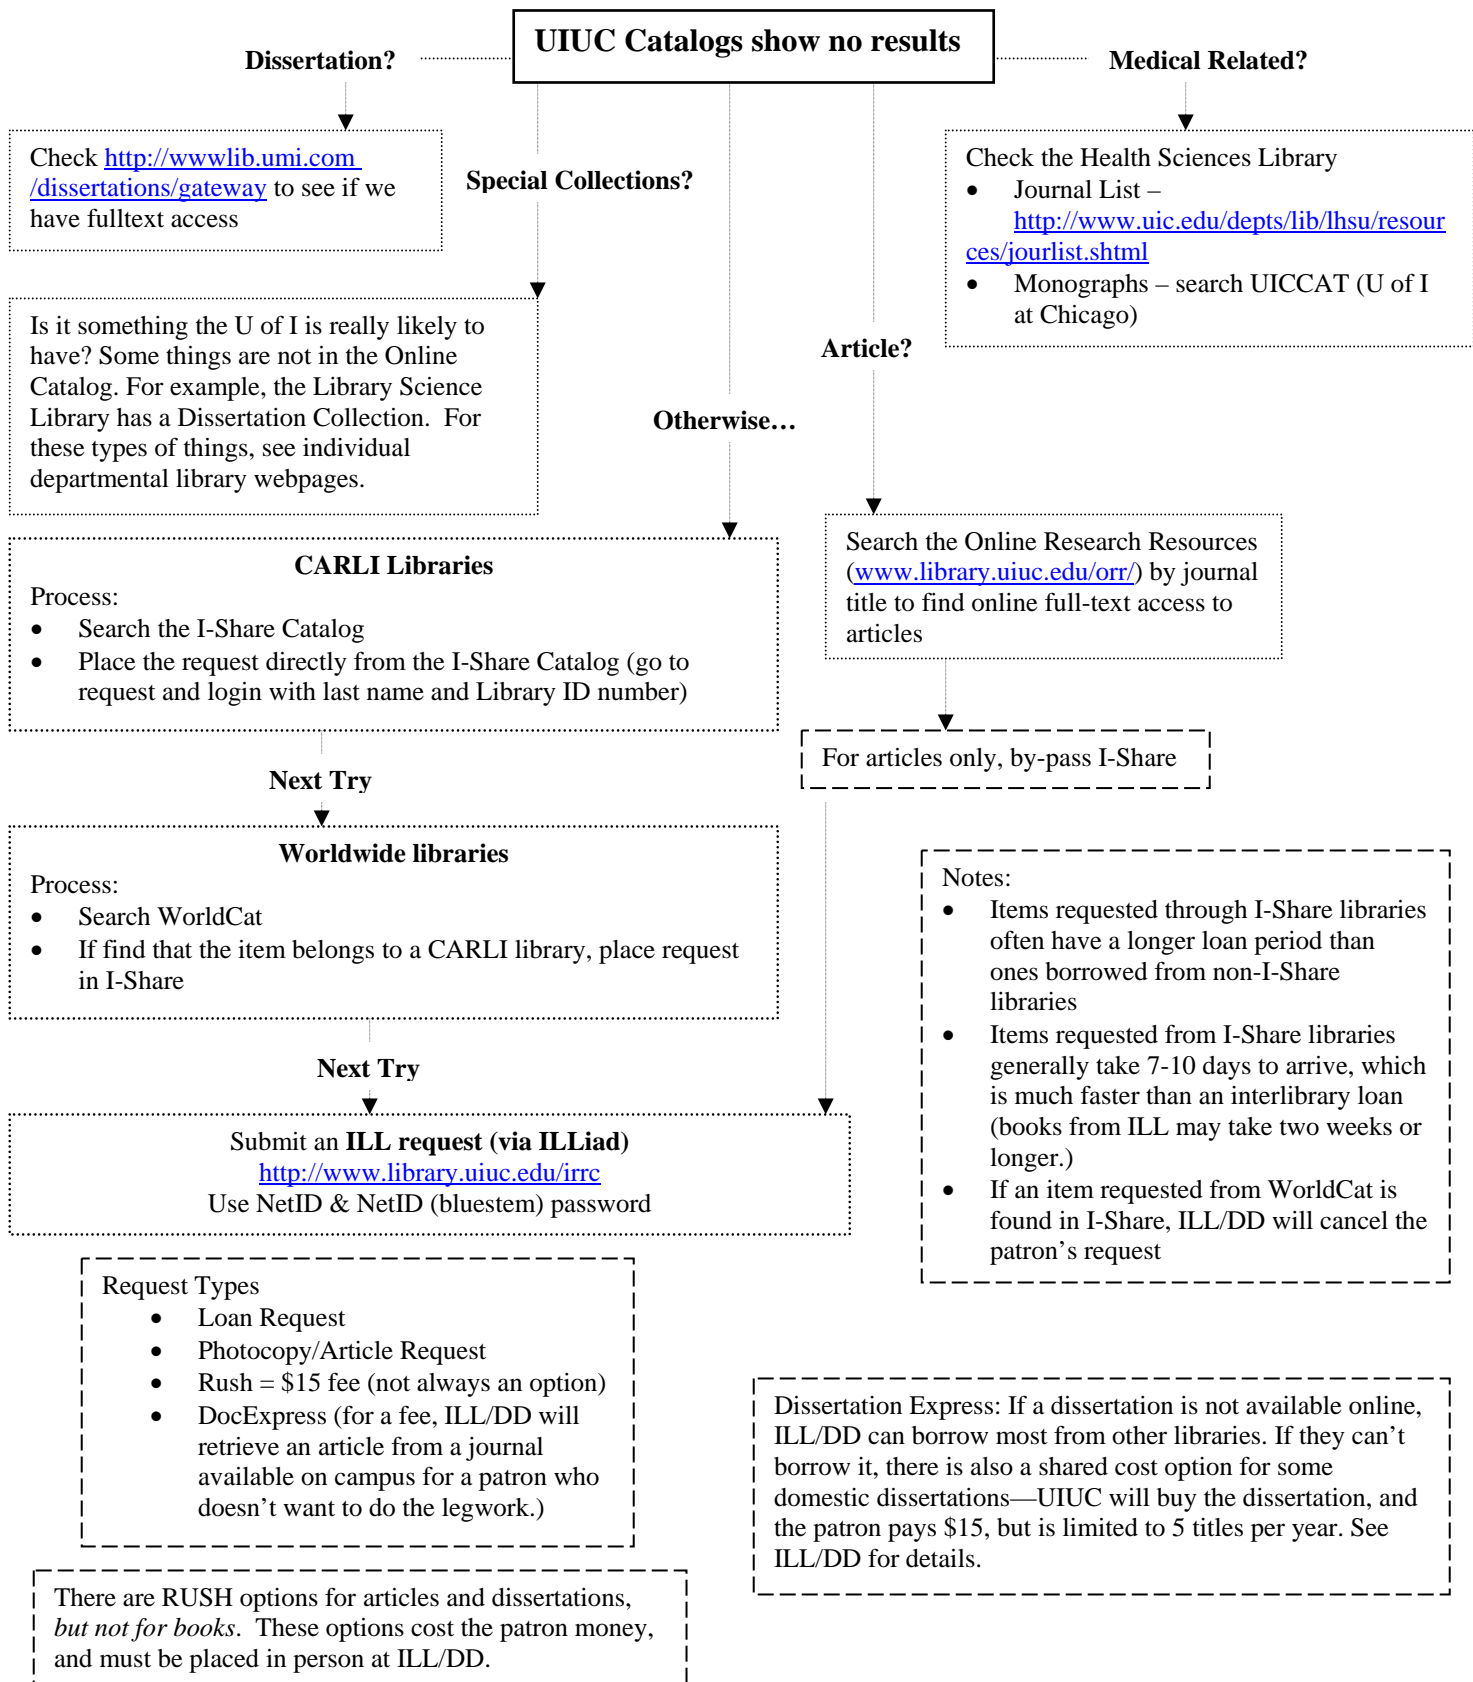 UIUC Catalogs show no results
Dissertation?
Medical Related?
Check http://wwwlib.umi.com
/dissertations/gateway to see if we
have fulltext access
Special Collections?
Check the Health Sciences Library
• Journal List –
http://www.uic.edu/depts/lib/lhsu/resour
ces/jourlist.shtml
• Monographs – search UICCAT (U of I
at Chicago)
Is it something the U of I is really likely to
have? Some things are not in the Online
Catalog. For example, the Library Science
Library has a Dissertation Collection.  For
these types of things, see individual
departmental library webpages.
Article?
Otherwise…
CARLI Libraries
Process:
• Search the I-Share Catalog
• Place the request directly from the I-Share Catalog (go to
request and login with last name and Library ID number)
Search the Online Research Resources
(www.library.uiuc.edu/orr/) by journal
title to find online full-text access to
articles
For articles only, by-pass I-Share
Next Try
Worldwide libraries
Process:
• Search WorldCat
• If find that the item belongs to a CARLI library, place request
in I-Share
Notes:
• Items requested through I-Share libraries
often have a longer loan period than
ones borrowed from non-I-Share
libraries
• Items requested from I-Share libraries
generally take 7-10 days to arrive, which
is much faster than an interlibrary loan
(books from ILL may take two weeks or
longer.)
• If an item requested from WorldCat is
found in I-Share, ILL/DD will cancel the
patron’s request
Next Try
Submit an ILL request (via ILLiad)
http://www.library.uiuc.edu/irrc
Use NetID & NetID (bluestem) password
Request Types
• Loan Request
• Photocopy/Article Request
• Rush = $15 fee (not always an option)
• DocExpress (for a fee, ILL/DD will
retrieve an article from a journal
available on campus for a patron who
doesn’t want to do the legwork.)
Dissertation Express: If a dissertation is not available online,
ILL/DD can borrow most from other libraries. If they can’t
borrow it, there is also a shared cost option for some
domestic dissertations—UIUC will buy the dissertation, and
the patron pays $15, but is limited to 5 titles per year. See
ILL/DD for details.
There are RUSH options for articles and dissertations,
but not for books.  These options cost the patron money,
and must be placed in person at ILL/DD.